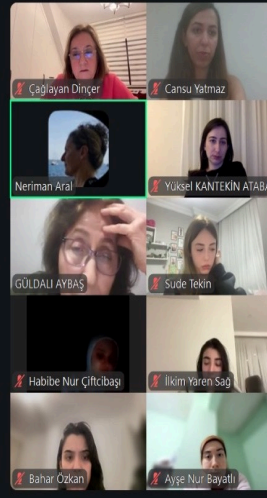 Çağlayan Dinçer
Cansu Yatmaz
Neriman Aral
Yüksel KANTEKİN ATABA
GÜLDALI AYBAŞ
Sude Tekin
Habibe Nur Çiftcibaşı
İlkim Yaren Sağ
Bahar Özkan
Ayşe Nur Bayatlı